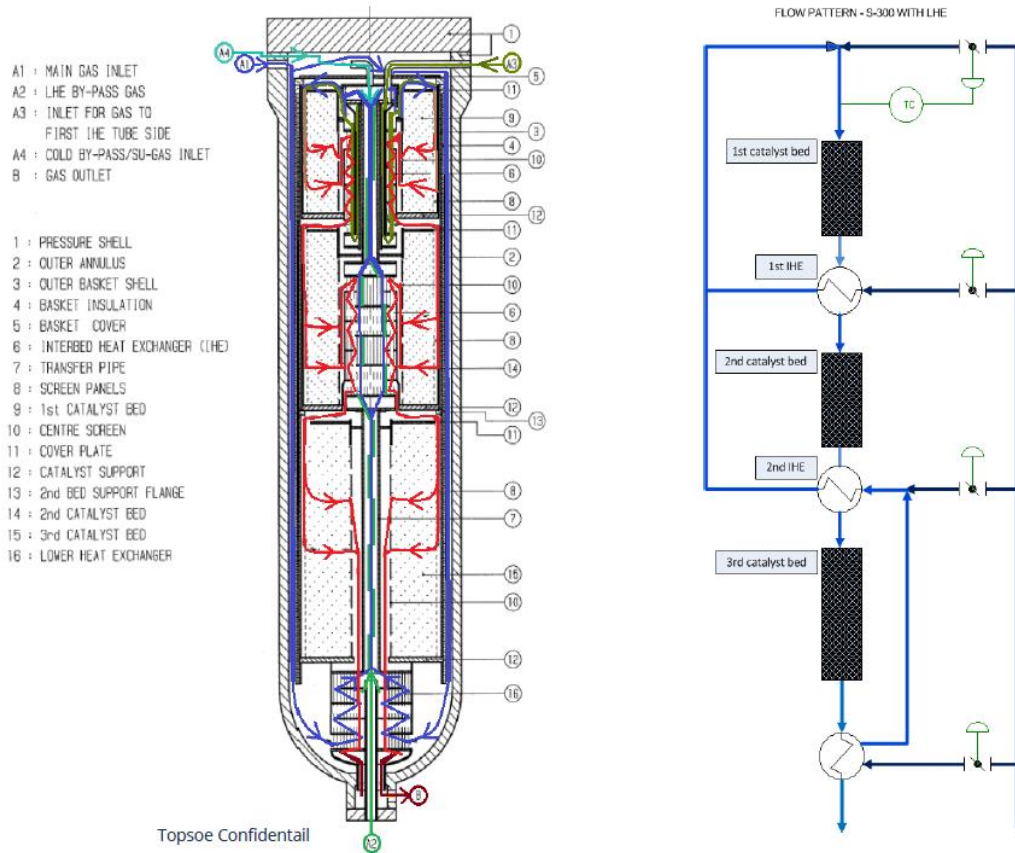 A1 : MAIN GAS INLET
A2 : LHE BY-PASS GAS
A3 : INLET FOR GAS TO
FIRST IHE TUBE SIDE
A4 : COLD BY-PASS/SU-GAS INLET
B : GAS OUTLET
1 : PRESSURE SHELL
2 : OUTER ANNULUS
3 : OUTER BASKET SHELL
4 : BASKET INSULATION
5 : BASKET COVER
6 : INTERBED HEAT EXCHANGER (IHE)
7 : TRANSFER PIPE
8 : SCREEN PANELS
9 : 1st CATALYST BED
10 : CENTRE SCREEN
11 : COVER PLATE
12 : CATALYST SUPPORT
13 : 2nd BED SUPPORT FLANGE
14 : 2nd CATALYST BED
15 : 3rd CATALYST BED
16 : LOWER HEAT EXCHANGER
A4
A1
A3
1
5
11
9
3
4
10
6
8
12
11
2
10
6
8
14
12
13
11
8
7
15
10
12
16
B
A2
Topsoe Confidentail
FLOW PATTERN - S-300 WITH LHE
TC
1st catalyst bed
1st IHE
2nd catalyst bed
2nd IHE
3rd catalyst bed